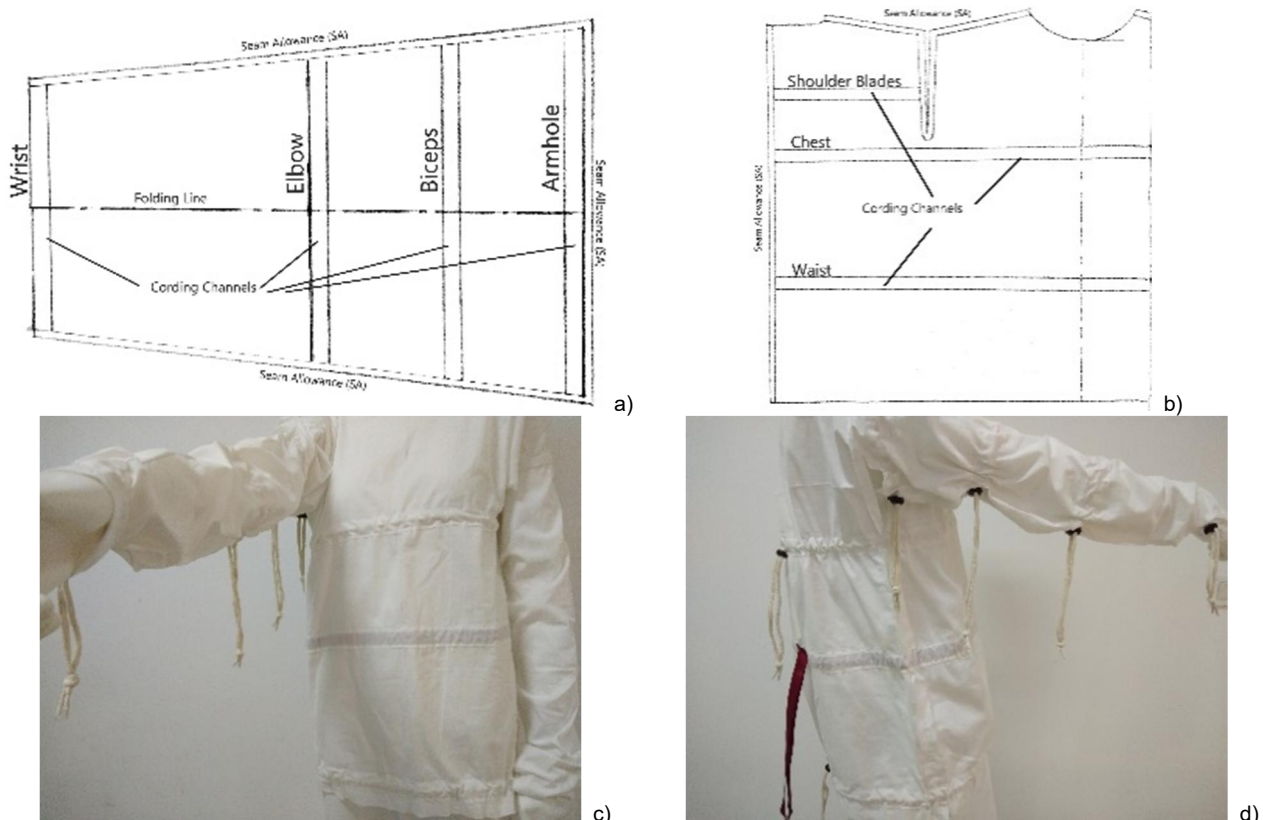 Seam Allowance (SA)
Wrist
Elbow
Biceps
Armhole
Seam Allowance (SA)
Folding Line
Cording Channels
Seam Allowance (SA)
a)
Seam Allowance (SA)
Shoulder Blades
Chest
Seam Allowance (SA)
Cording Channels
Waist
b)
c)
d)